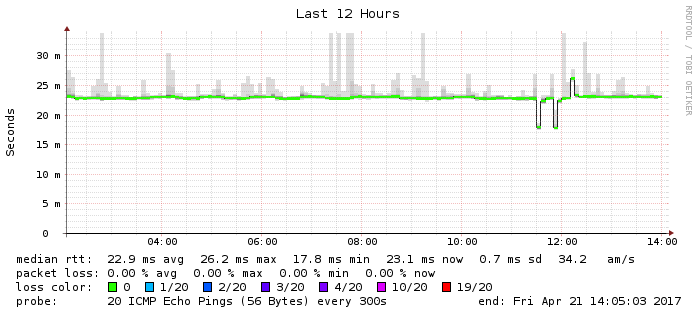 Last 12 Hours
RRDTOOL / TOBI OETIKER
Seconds
30 m
25 m
20 m
15 m
10 m
5 m
0
04:00 06:00 08:00 10:00 12:00 14:00
median rtt: 22.9 ms avg 26.2 ms max 17.8 ms min 23.1 ms now 0.7 ms sd 34.2 am/s
packet loss: 0.00 % avg 0.00 % max 0.00 % min 0.00 % now
loss color: 0 1/20 2/20 3/20 4/20 10/20 19/20
probe: 20 ICMP Echo Pings (56 Bytes) every 300s end: Fri Apr 21 14:05:03 2017